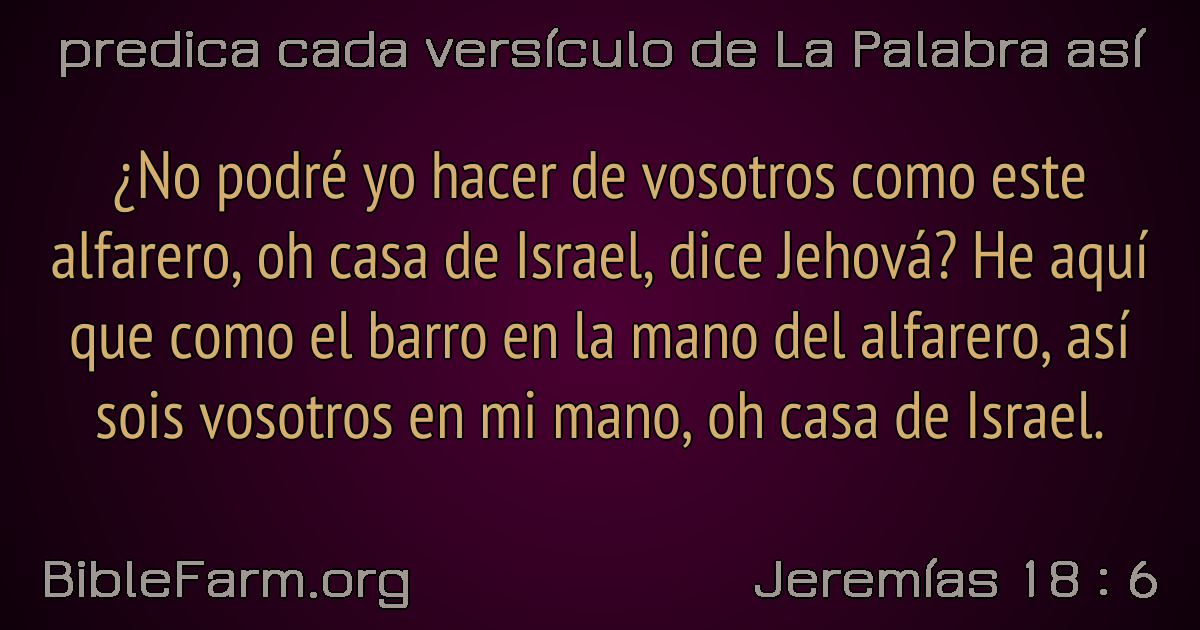 predica cada versículo de La Palabra así
¿No podré yo hacer de vosotros como este
alfarero, oh casa de Israel, dice Jehová? He aquí
que como el barro en la mano del alfarero, así
sois vosotros en mi mano, oh casa de Israel.
BibleFarm.org
Jeremías 18 : 6